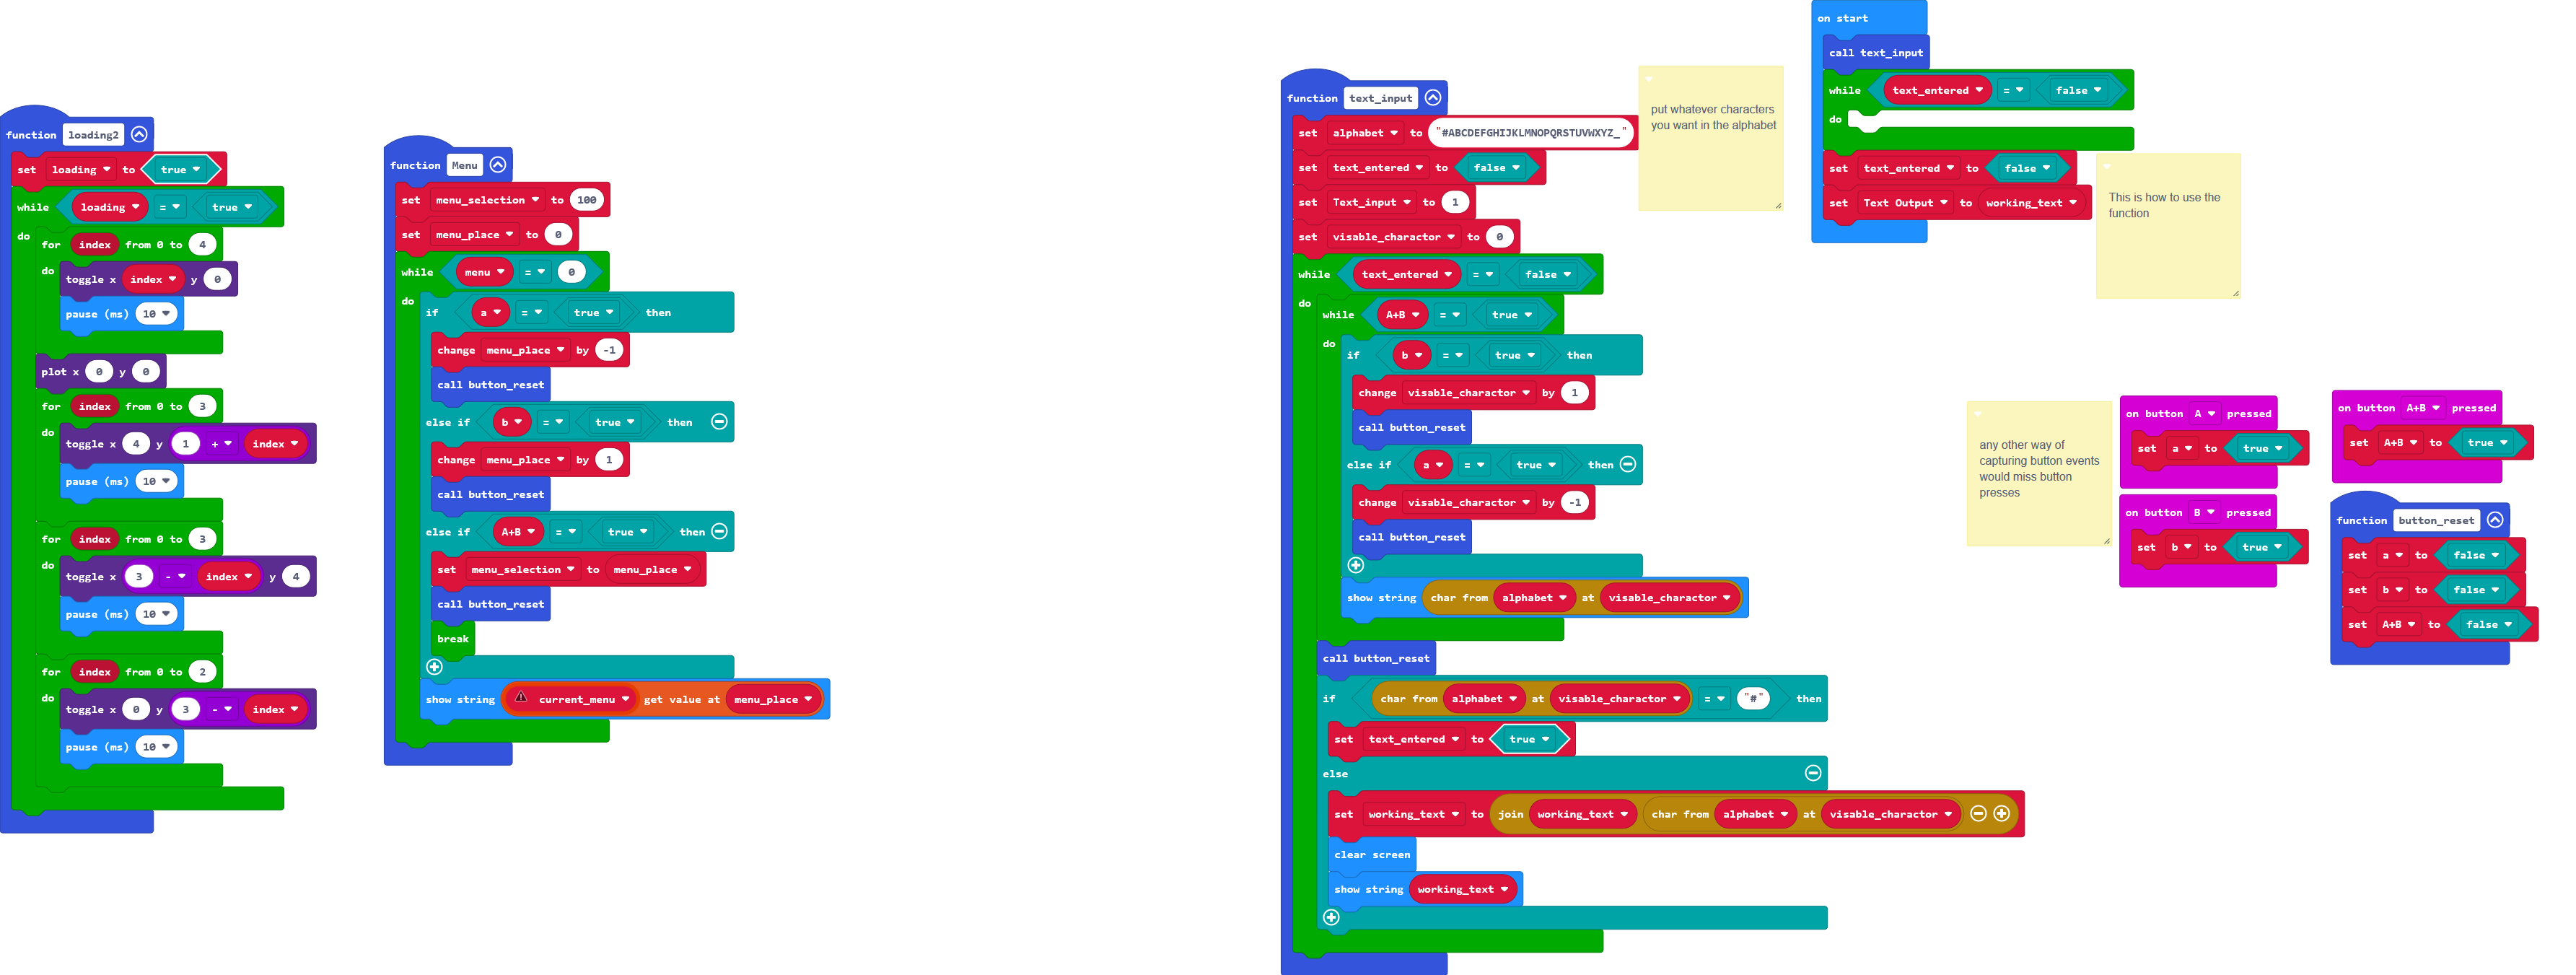 function loading2
set loading to true
while loading = true
do
for index from 0 to 4
do
toggle x index y 0
pause (ms) 10
plot x 0 y 0
for index from 0 to 3
do
toggle x 4 y 1 + index
pause (ms) 10
for index from 0 to 3
do
toggle x 3 - index y 4
pause (ms) 10
for index from 0 to 2
do
toggle x 0 y 3 - index
pause (ms) 10
function Menu
set menu_selection to 100
set menu_place to 0
while menu = 0
do
if a = true then
change menu_place by -1
call button_reset
else if b = true then
change menu_place by 1
call button_reset
else if A+B = true then
set menu_selection to menu_place
call button_reset
break
show string current_menu get value at menu_place
function text_input
set alphabet to "#ABCDEFGHIJKLMNOPQRSTUVWXYZ_"
set text_entered to false
set Text_input to 1
set visable_charactor to 0
while text_entered = false
do
while A+B = true
do
if b = true then
change visable_charactor by 1
call button_reset
else if a = true then
change visable_charactor by -1
call button_reset
show string char from alphabet at visable_charactor
call button_reset
if char from alphabet at visable_charactor = "#" then
set text_entered to true
else
set working_text to join working_text char from alphabet at visable_charactor
clear screen
show string working_text
put whatever characters
you want in the alphabet
on start
call text_input
while text_entered = false
do
set text_entered to false
set Text Output to working_text
This is how to use the
function
any other way of
capturing button events
would miss button
presses
on button A pressed
set a to true
on button B pressed
set b to true
on button A+B pressed
set A+B to true
function button_reset
set a to false
set b to false
set A+B to false